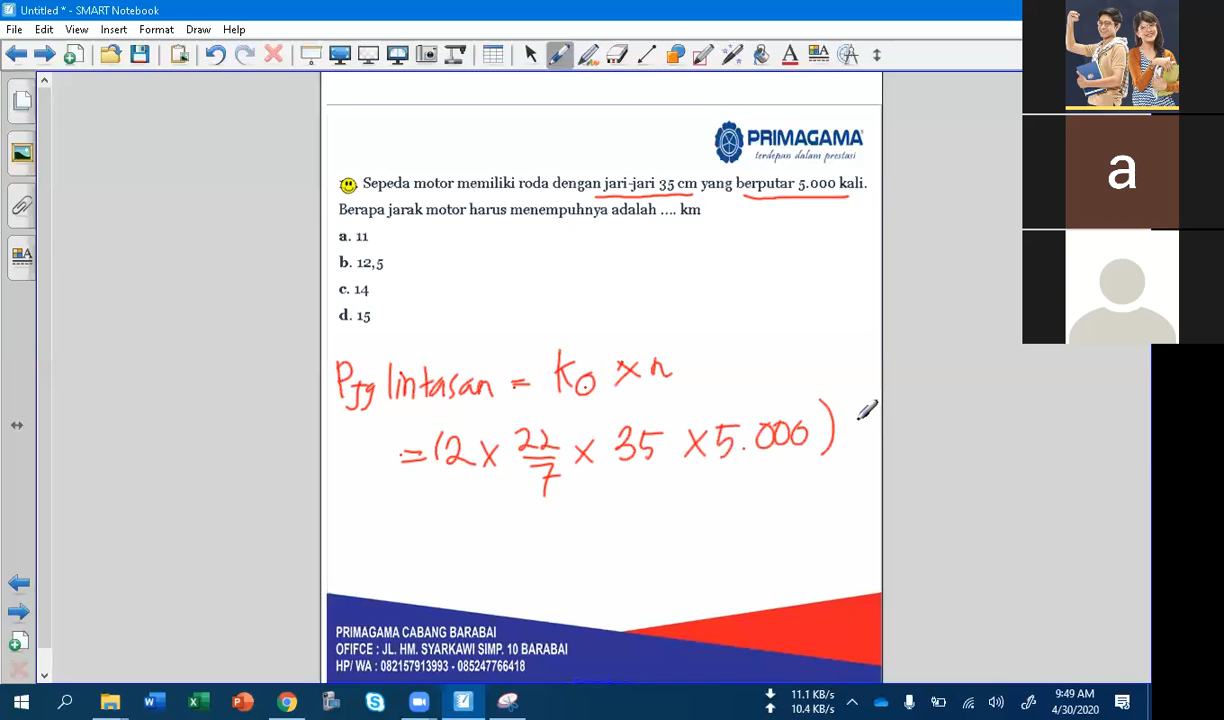 Untitled * - SMART Notebook
File Edit View Insert Format Draw Help
PRIMAGAMA
terdepan dalam prestasi
Sepeda motor memiliki roda dengan jari-jari 35 cm yang berputar 5.000 kali.
Berapa jarak motor harus menempuhnya adalah .... km
a. 11
b. 12,5
c. 14
d. 15
Pjg lintasan = k⊙ × n
= (2 × 22/7 × 35 × 5.000)
a
PRIMAGAMA CABANG BARABAI
OFIFCE : JL. HM. SYARKAWI SIMP. 10 BARABAI
HP/ WA : 082157913993 - 085247766418
11.1 KB/s
10.4 KB/s
9:49 AM
4/30/2020